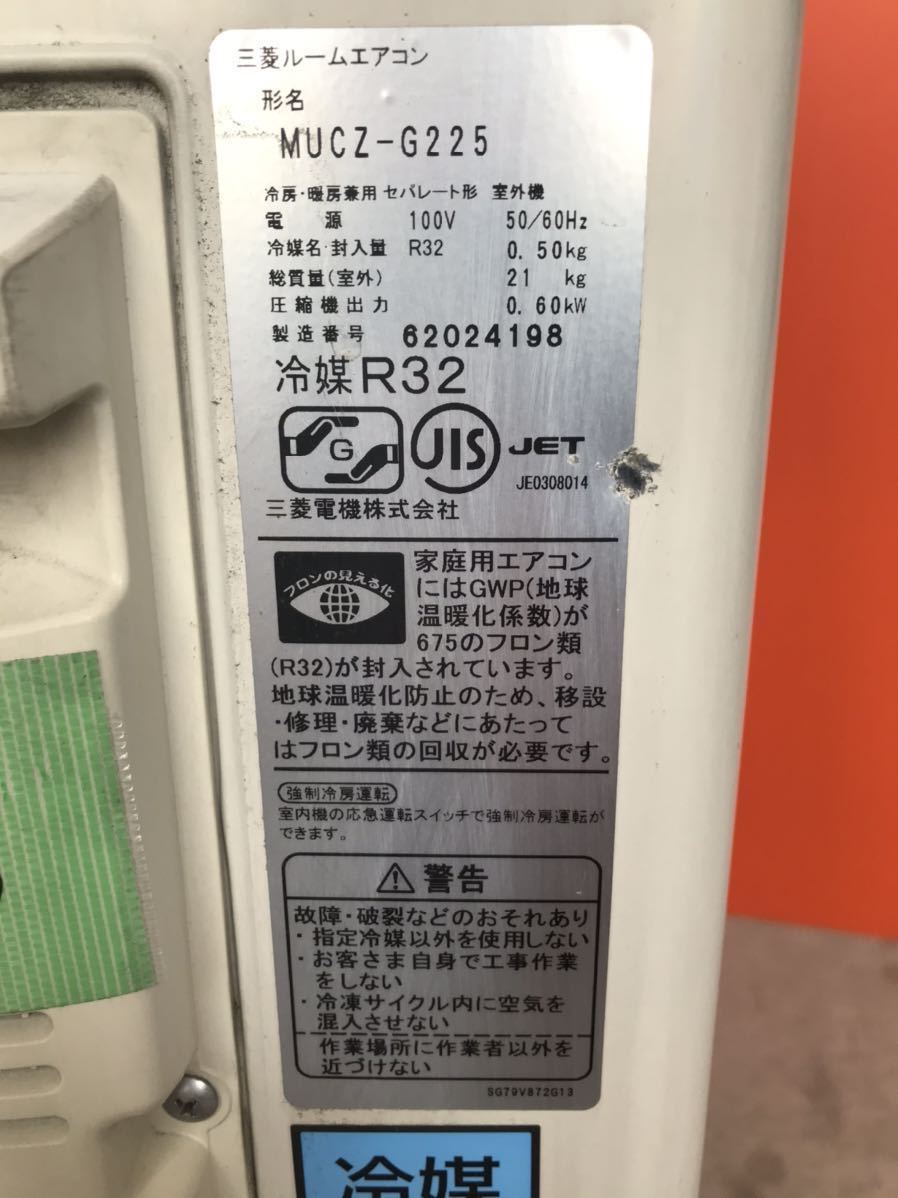 三菱ルームエアコン
形名
MUCZ-G225
冷房・暖房兼用 セパレート形 室外機
電源 100V 50/60Hz
冷媒名・封入量 R32 0.50kg
総質量(室外) 21 kg
圧縮機出力 0.60kW
製造番号 62024198
冷媒R32
G JIS JET
JE0308014
三菱電機株式会社
フロンの見える化
家庭用エアコン
にはGWP(地球
温暖化係数)が
675のフロン類
(R32)が封入されています。
地球温暖化防止のため、移設
・修理・廃棄などにあたって
はフロン類の回収が必要です。
強制冷房運転
室内機の応急運転スイッチで強制冷房運転が
できます。
警告
故障・破裂などのおそれあり
・指定冷媒以外を使用しない
・お客さま自身で工事作業
をしない
・冷凍サイクル内に空気を
混入させない
作業場所に作業者以外を
近づけない
SG79V872G13
冷媒